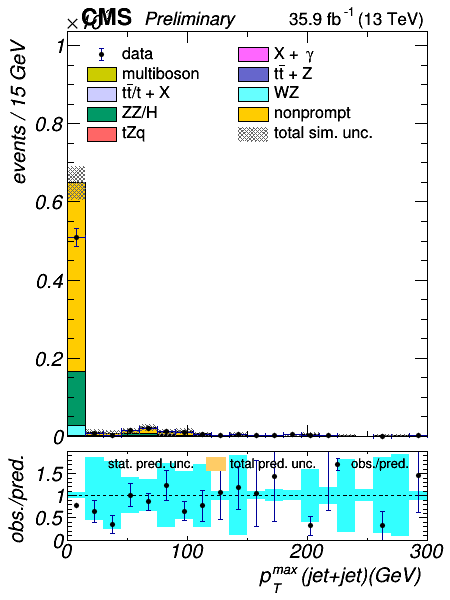 CMS Preliminary 35.9 fb⁻¹ (13 TeV)
events / 15 GeV
1
0.8
0.6
0.4
0.2
0
data
multiboson
tt̄/t + X
ZZ/H
tZq
X + γ
tt̄ + Z
WZ
nonprompt
total sim. unc.
obs./pred.
1.5
1
0.5
0
stat. pred. unc. total pred. unc. obs./pred.
0 100 200 300
p_T^max (jet+jet)(GeV)